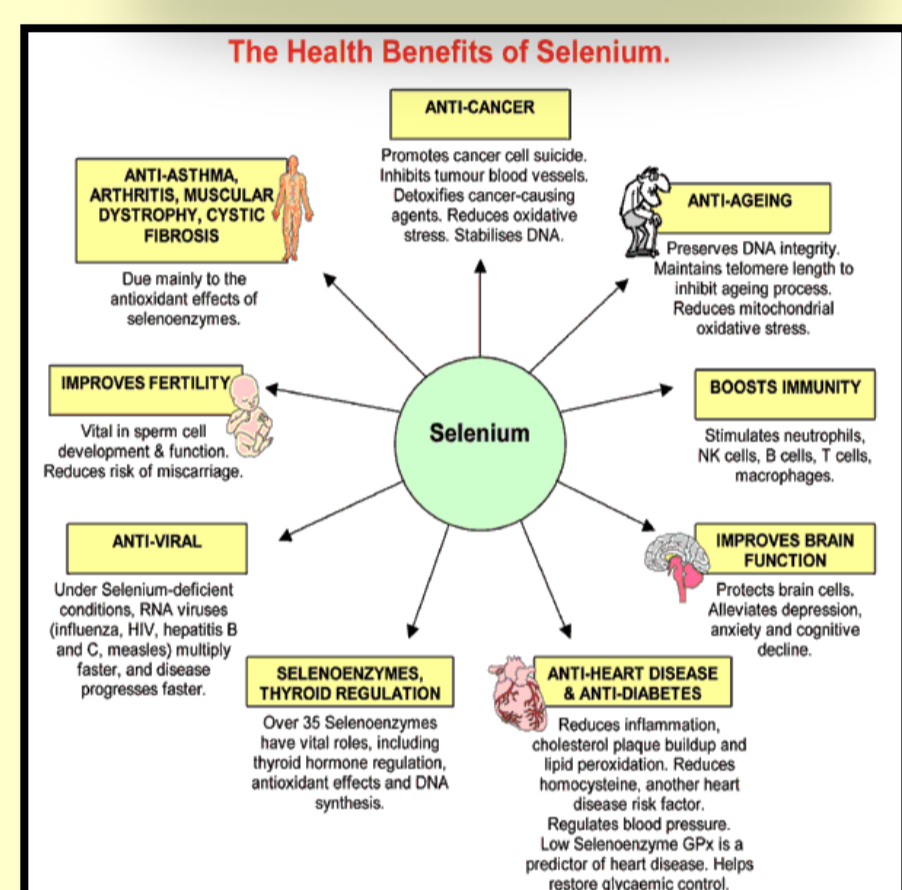 The Health Benefits of Selenium.
ANTI-CANCER
Promotes cancer cell suicide.
Inhibits tumour blood vessels.
Detoxifies cancer-causing
agents. Reduces oxidative
stress. Stabilises DNA.
ANTI-ASTHMA,
ARTHRITIS, MUSCULAR
DYSTROPHY, CYSTIC
FIBROSIS
Due mainly to the
antioxidant effects of
selenoenzymes.
ANTI-AGEING
Preserves DNA integrity.
Maintains telomere length to
inhibit ageing process.
Reduces mitochondrial
oxidative stress.
IMPROVES FERTILITY
Vital in sperm cell
development & function.
Reduces risk of miscarriage.
Selenium
BOOSTS IMMUNITY
Stimulates neutrophils,
NK cells, B cells, T cells,
macrophages.
ANTI-VIRAL
Under Selenium-deficient
conditions, RNA viruses
(influenza, HIV, hepatitis B
and C, measles) multiply
faster, and disease
progresses faster.
IMPROVES BRAIN
FUNCTION
Protects brain cells.
Alleviates depression,
anxiety and cognitive
decline.
SELENOENZYMES,
THYROID REGULATION
Over 35 Selenoenzymes
have vital roles, including
thyroid hormone regulation,
antioxidant effects and DNA
synthesis.
ANTI-HEART DISEASE
& ANTI-DIABETES
Reduces inflammation,
cholesterol plaque buildup and
lipid peroxidation. Reduces
homocysteine, another heart
disease risk factor.
Regulates blood pressure.
Low Selenoenzyme GPx is a
predictor of heart disease. Helps
restore glycaemic control.